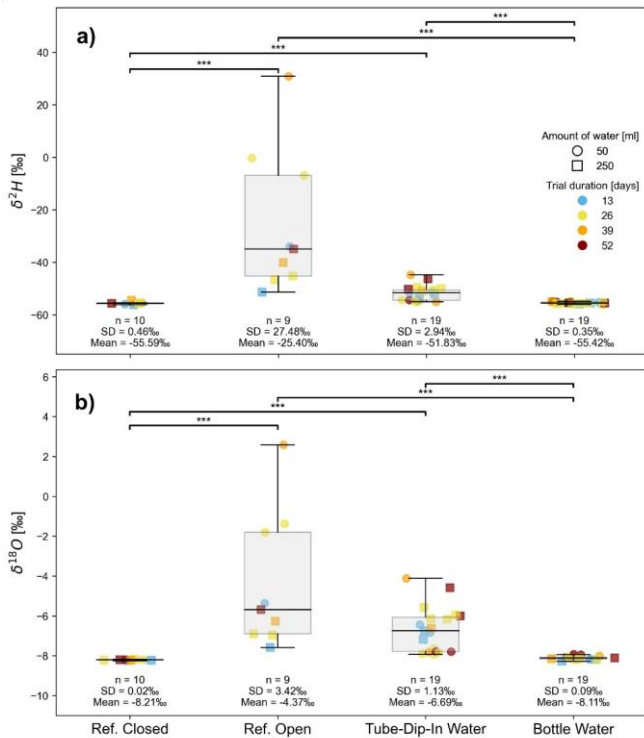 a)
***
***
***
***
40
20
0
−20
−40
−60
δ²H [‰]
Amount of water [ml]
50
250
Trial duration [days]
13
26
39
52
n = 10
SD = 0.46‰
Mean = -55.59‰
n = 9
SD = 27.48‰
Mean = -25.40‰
n = 19
SD = 2.94‰
Mean = -51.83‰
n = 19
SD = 0.35‰
Mean = -55.42‰
b)
***
***
***
***
6
4
2
0
−2
−4
−6
−8
−10
δ¹⁸O [‰]
n = 10
SD = 0.02‰
Mean = -8.21‰
n = 9
SD = 3.42‰
Mean = -4.37‰
n = 19
SD = 1.13‰
Mean = -6.69‰
n = 19
SD = 0.09‰
Mean = -8.11‰
Ref. Closed
Ref. Open
Tube-Dip-In Water
Bottle Water